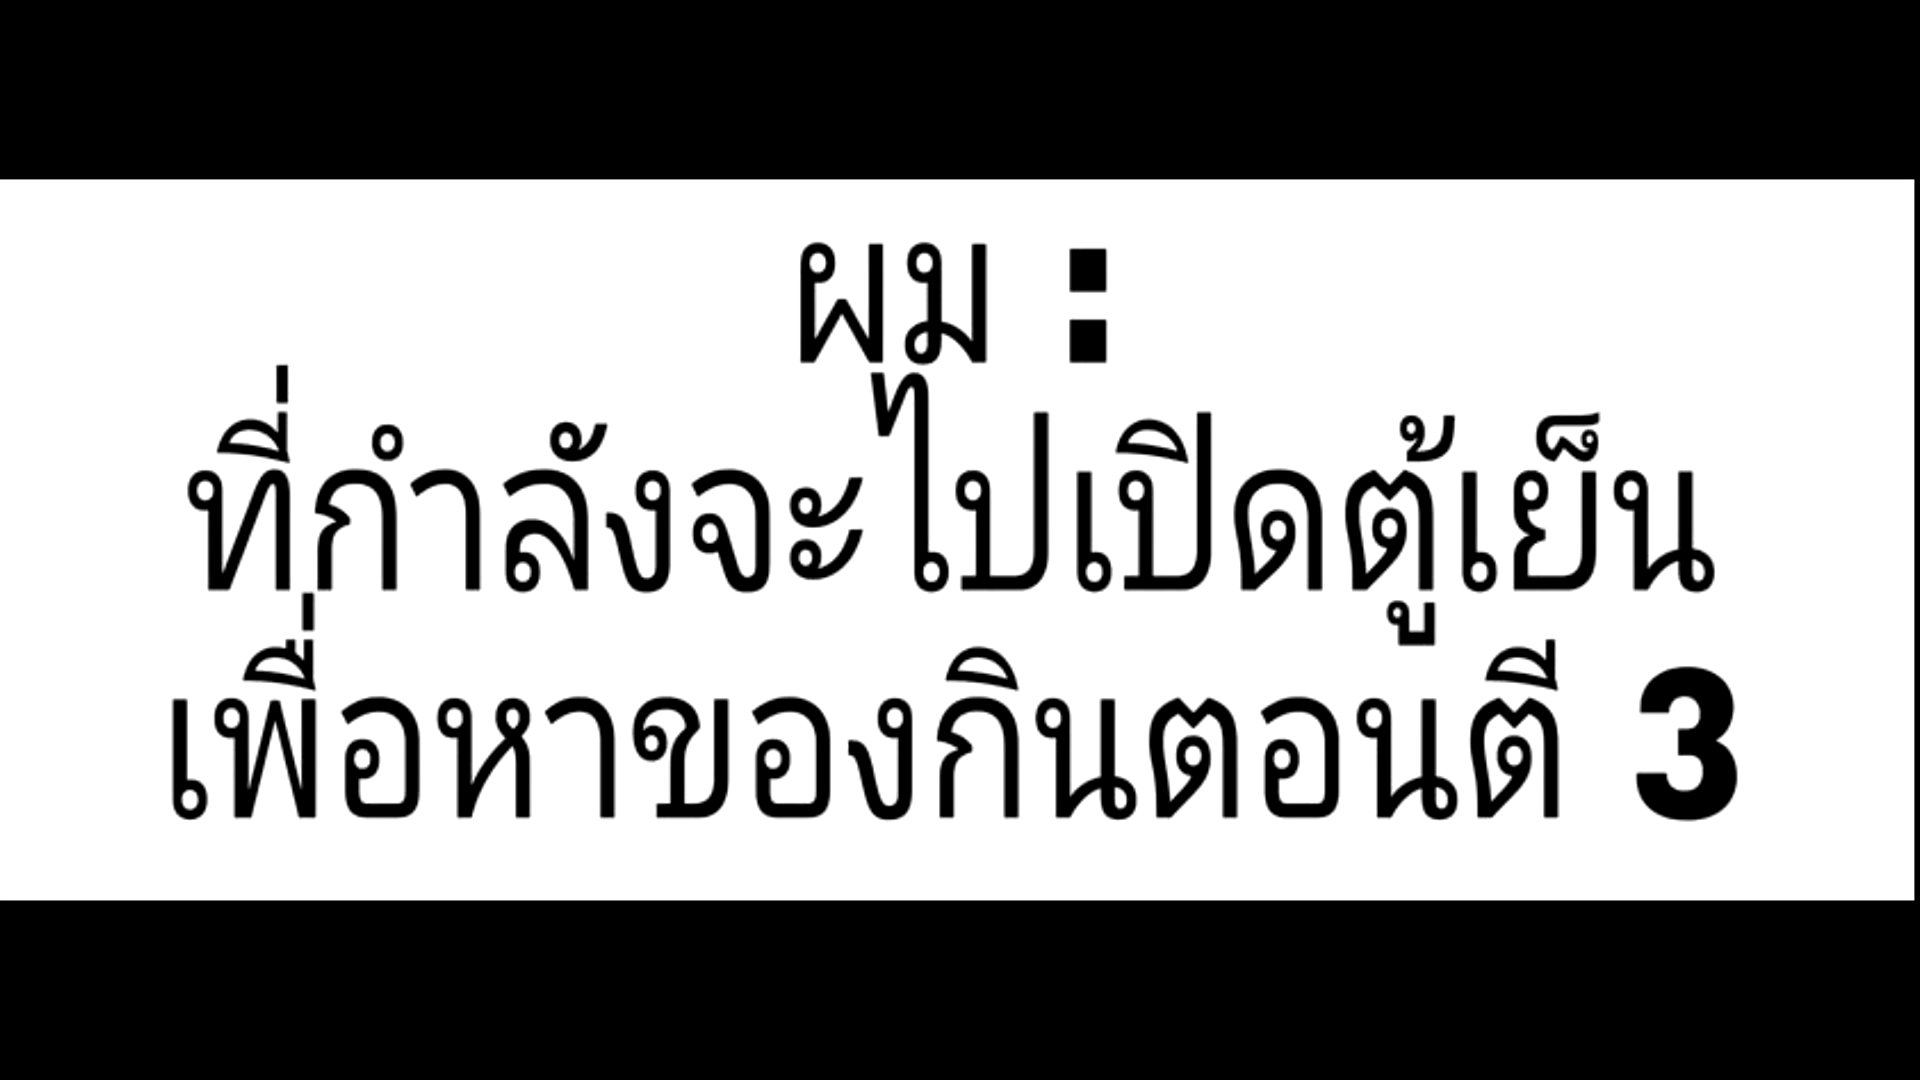 ผม :
ที่กำลังจะไปเปิดตู้เย็น
เพื่อหาของกินตอนตี 3